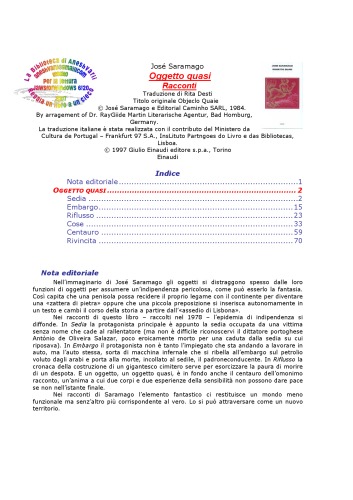 José Saramago
Oggetto quasi
Racconti
Traduzione di Rita Desti
Titolo originale Objeclo Quaie
© José Saramago e Editorial Caminho SARL, 1984.
By arragement of Dr. RayGlide Martin Literarische Agentur, Bad Homburg,
Germany.
La traduzione italiana è stata realizzata con il contributo del Ministero da
Cultura de Portugal – Frankfurt 97 S.A., InsLituto Partngoes do Livro e das Bibliotecas,
Lisboa.
© 1997 Giulio Einaudi editore s.p.a., Torino
Einaudi
La Biblioteca di
per la lettura
Regala un libro a un cieco
Indice
Nota editoriale 1
OGGETTO QUASI 2
Sedia 2
Embargo 15
Riflusso 23
Cose 33
Centauro 59
Rivincita 70
Nota editoriale
Nell'immaginario di José Saramago gli oggetti si distraggono spesso dalle loro
funzioni di oggetti per assumere un'indipendenza pericolosa, come può esserlo la fantasia.
Così capita che una penisola possa recidere il proprio legame con il continente per diventare
una «zattera di pietra» oppure che una piccola preposizione si inserisca autonomamente in
un testo e cambi il corso della storia a partire dall'«assedio di Lisbona».
Nei racconti di questo libro – raccolti nel 1978 – l'epidemia di indipendenza si
diffonde. In Sedia la protagonista principale è appunto la sedia occupata da una vittima
senza nome che cade al rallentatore (ma non è difficile riconoscervi il dittatore portoghese
António de Oliveira Salazar, poco eroicamente morto per una caduta dalla sedia su cui
riposava). In Embargo il protagonista non è tanto l'impiegato che sta andando a lavorare in
auto, ma l'auto stessa, sorta di macchina infernale che si ribella all'embargo sul petrolio
voluto dagli arabi e porta alla morte, incollato al sedile, il padroneconducente. In Riflusso la
cronaca della costruzione di un gigantesco cimitero serve per esorcizzare la paura di morire
di un despota. E un oggetto, un oggetto quasi, è in fondo anche il centauro dell'omonimo
racconto, un'anima a cui due corpi e due esperienze della sensibilità non possono dare pace
se non nell'istante finale.
Nei racconti di Saramago l'elemento fantastico ci restituisce un mondo meno
funzionale ma senz'altro più corrispondente al vero. Lo si può attraversare come un nuovo
territorio.